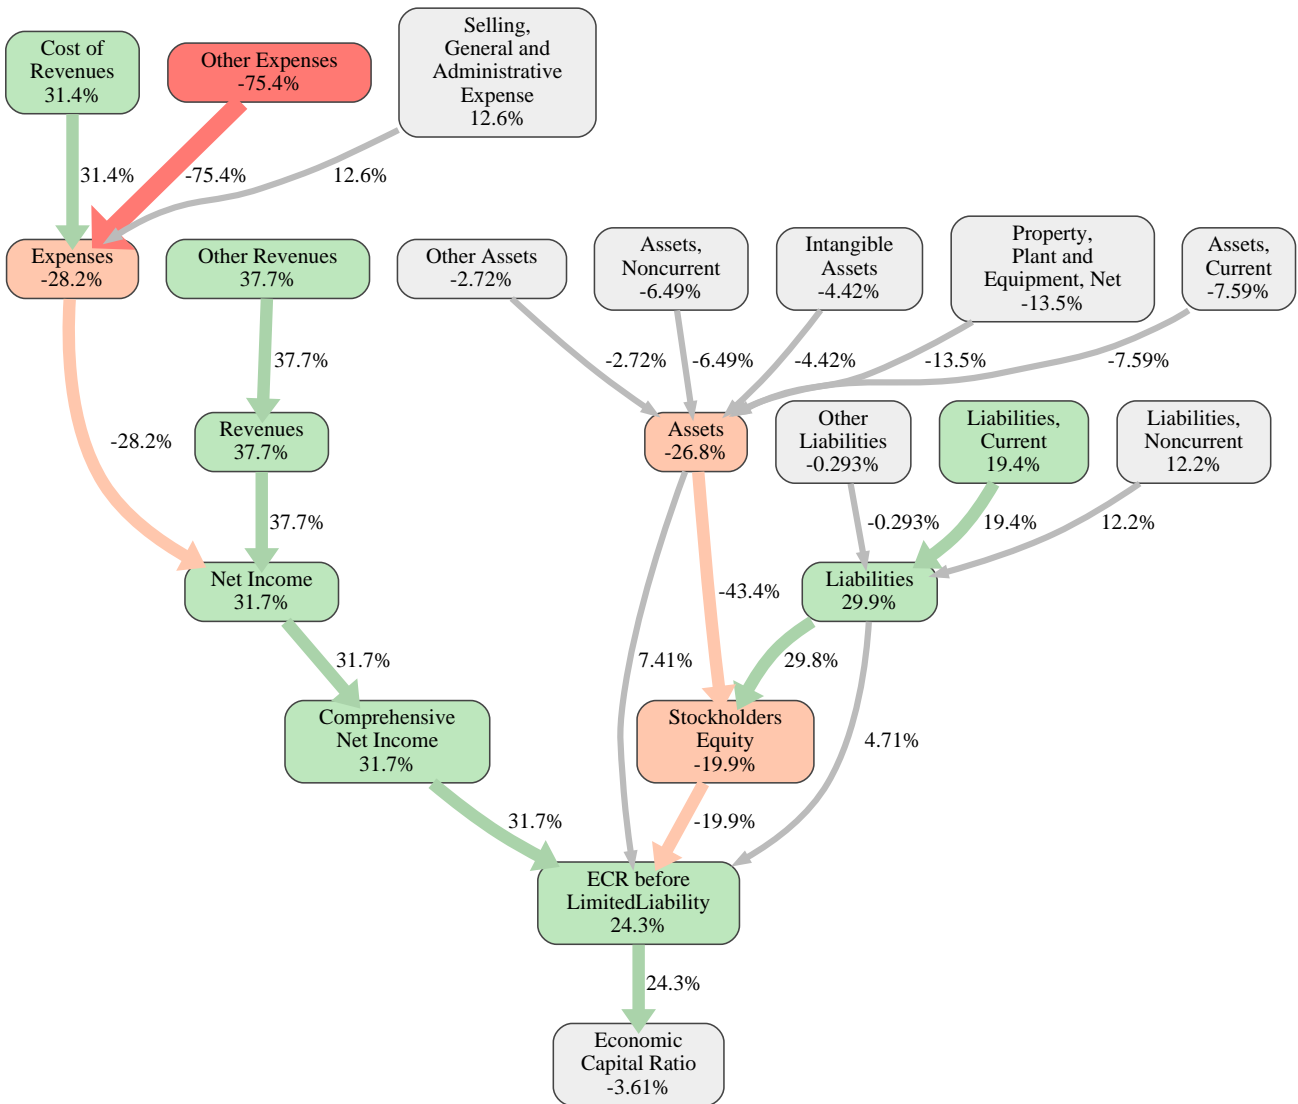 Cost of
Revenues
31.4%
Other Expenses
-75.4%
Selling,
General and
Administrative
Expense
12.6%
31.4%
-75.4%
12.6%
Expenses
-28.2%
Other Revenues
37.7%
Other Assets
-2.72%
Assets,
Noncurrent
-6.49%
Intangible
Assets
-4.42%
Property,
Plant and
Equipment, Net
-13.5%
Assets,
Current
-7.59%
37.7%
-2.72%
-6.49%
-4.42%
-13.5%
-7.59%
-28.2%
Revenues
37.7%
Assets
-26.8%
Other
Liabilities
-0.293%
Liabilities,
Current
19.4%
Liabilities,
Noncurrent
12.2%
37.7%
-0.293%
19.4%
12.2%
Net Income
31.7%
-43.4%
Liabilities
29.9%
31.7%
7.41%
29.8%
Comprehensive
Net Income
31.7%
Stockholders
Equity
-19.9%
4.71%
31.7%
-19.9%
ECR before
LimitedLiability
24.3%
24.3%
Economic
Capital Ratio
-3.61%